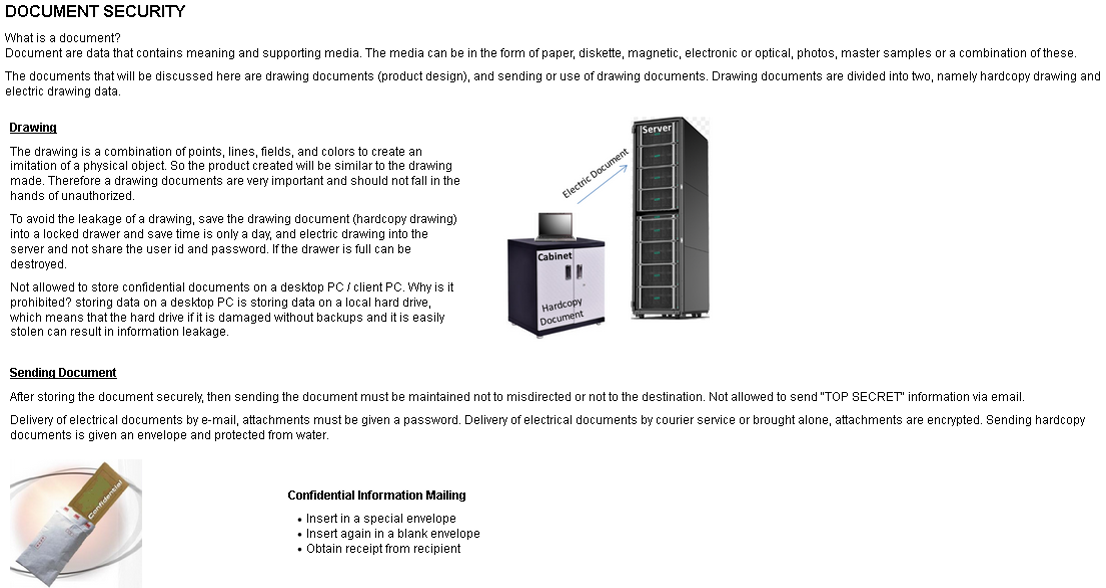 DOCUMENT SECURITY
What is a document?
Document are data that contains meaning and supporting media. The media can be in the form of paper, diskette, magnetic, electronic or optical, photos, master samples or a combination of these.
The documents that will be discussed here are drawing documents (product design), and sending or use of drawing documents. Drawing documents are divided into two, namely hardcopy drawing and
electric drawing data.
Drawing
The drawing is a combination of points, lines, fields, and colors to create an
imitation of a physical object. So the product created will be similar to the drawing
made. Therefore a drawing documents are very important and should not fall in the
hands of unauthorized.
To avoid the leakage of a drawing, save the drawing document (hardcopy drawing)
into a locked drawer and save time is only a day, and electric drawing into the
server and not share the user id and password. If the drawer is full can be
destroyed.
Not allowed to store confidential documents on a desktop PC / client PC. Why is it
prohibited? storing data on a desktop PC is storing data on a local hard drive,
which means that the hard drive if it is damaged without backups and it is easily
stolen can result in information leakage.
Server
Electric Document
Cabinet
Hardcopy
Document
Sending Document
After storing the document securely, then sending the document must be maintained not to misdirected or not to the destination. Not allowed to send "TOP SECRET" information via email.
Delivery of electrical documents by e-mail, attachments must be given a password. Delivery of electrical documents by courier service or brought alone, attachments are encrypted. Sending hardcopy
documents is given an envelope and protected from water.
Confidential
Confidential Information Mailing
• Insert in a special envelope
• Insert again in a blank envelope
• Obtain receipt from recipient